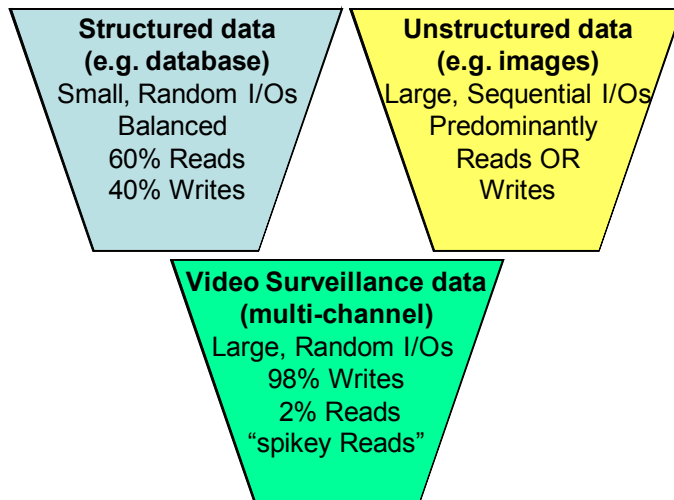 Structured data
(e.g. database)
Small, Random I/Os
Balanced
60% Reads
40% Writes
Unstructured data
(e.g. images)
Large, Sequential I/Os
Predominantly
Reads OR
Writes
Video Surveillance data
(multi-channel)
Large, Random I/Os
98% Writes
2% Reads
“spikey Reads”